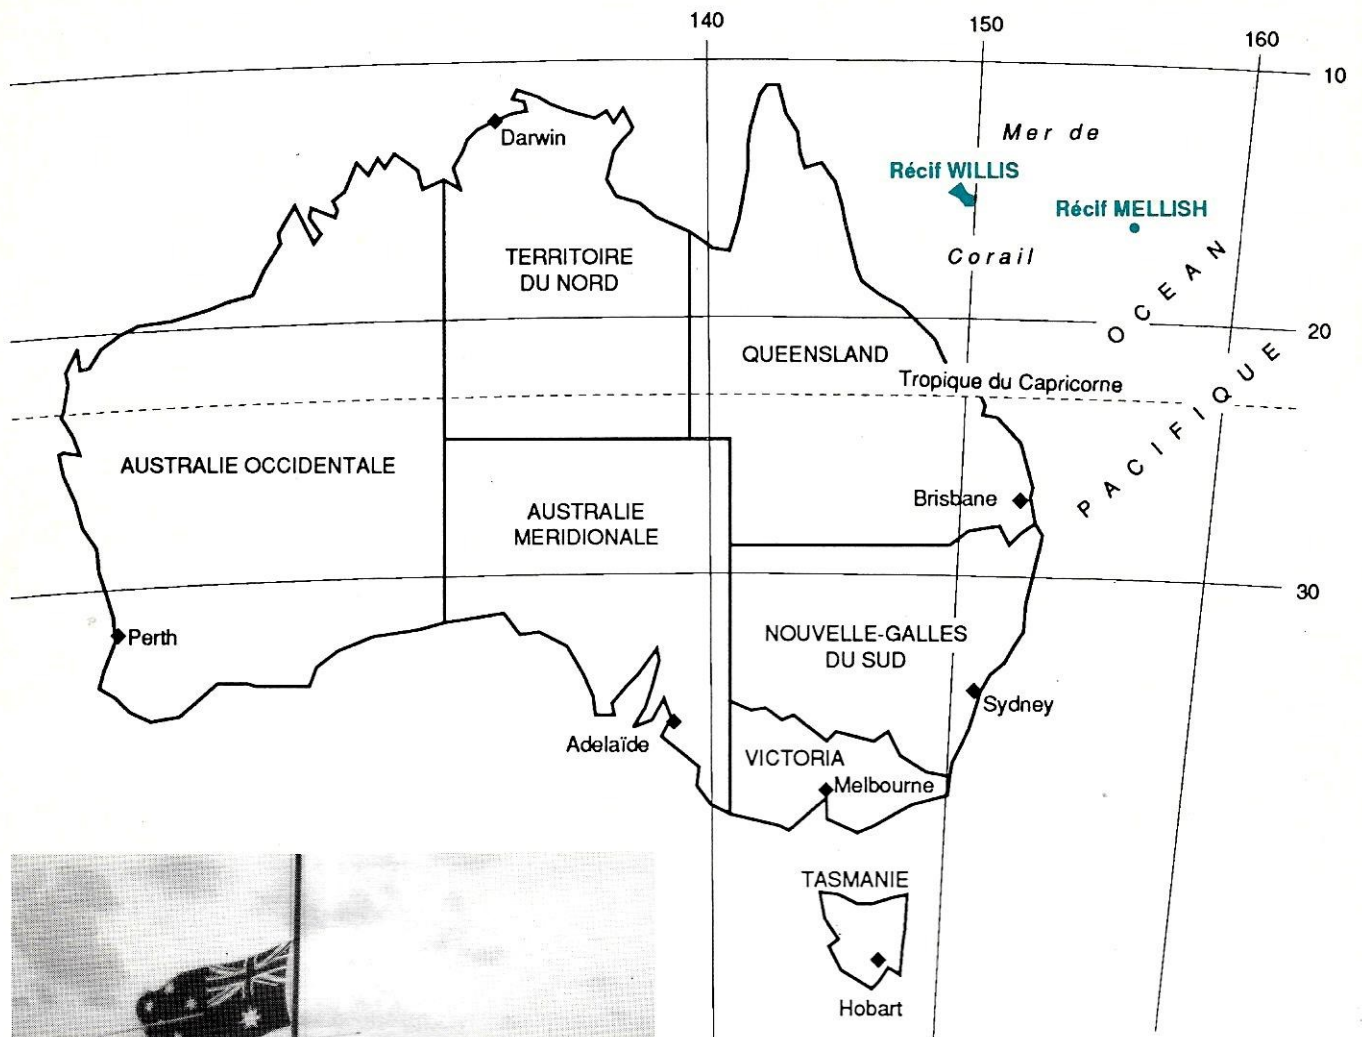 140
150
160
10
Mer de
Darwin
Récif WILLIS
Récif MELLISH
TERRITOIRE
DU NORD
Corail
OCEAN
20
QUEENSLAND
Tropique du Capricorne
PACIFIQUE
AUSTRALIE OCCIDENTALE
Brisbane
AUSTRALIE
MERIDIONALE
30
Perth
NOUVELLE-GALLES
DU SUD
Sydney
Adelaïde
VICTORIA
Melbourne
TASMANIE
Hobart